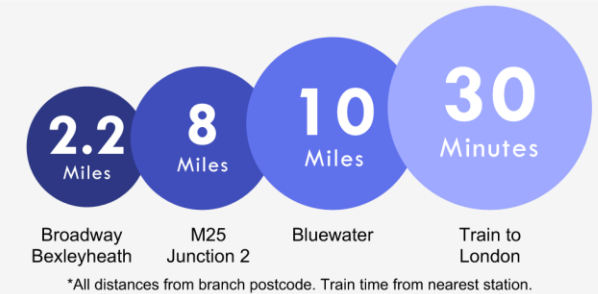 2.2
Miles
8
Miles
10
Miles
30
Minutes
Broadway
Bexleyheath
M25
Junction 2
Bluewater
Train to
London
*All distances from branch postcode. Train time from nearest station.